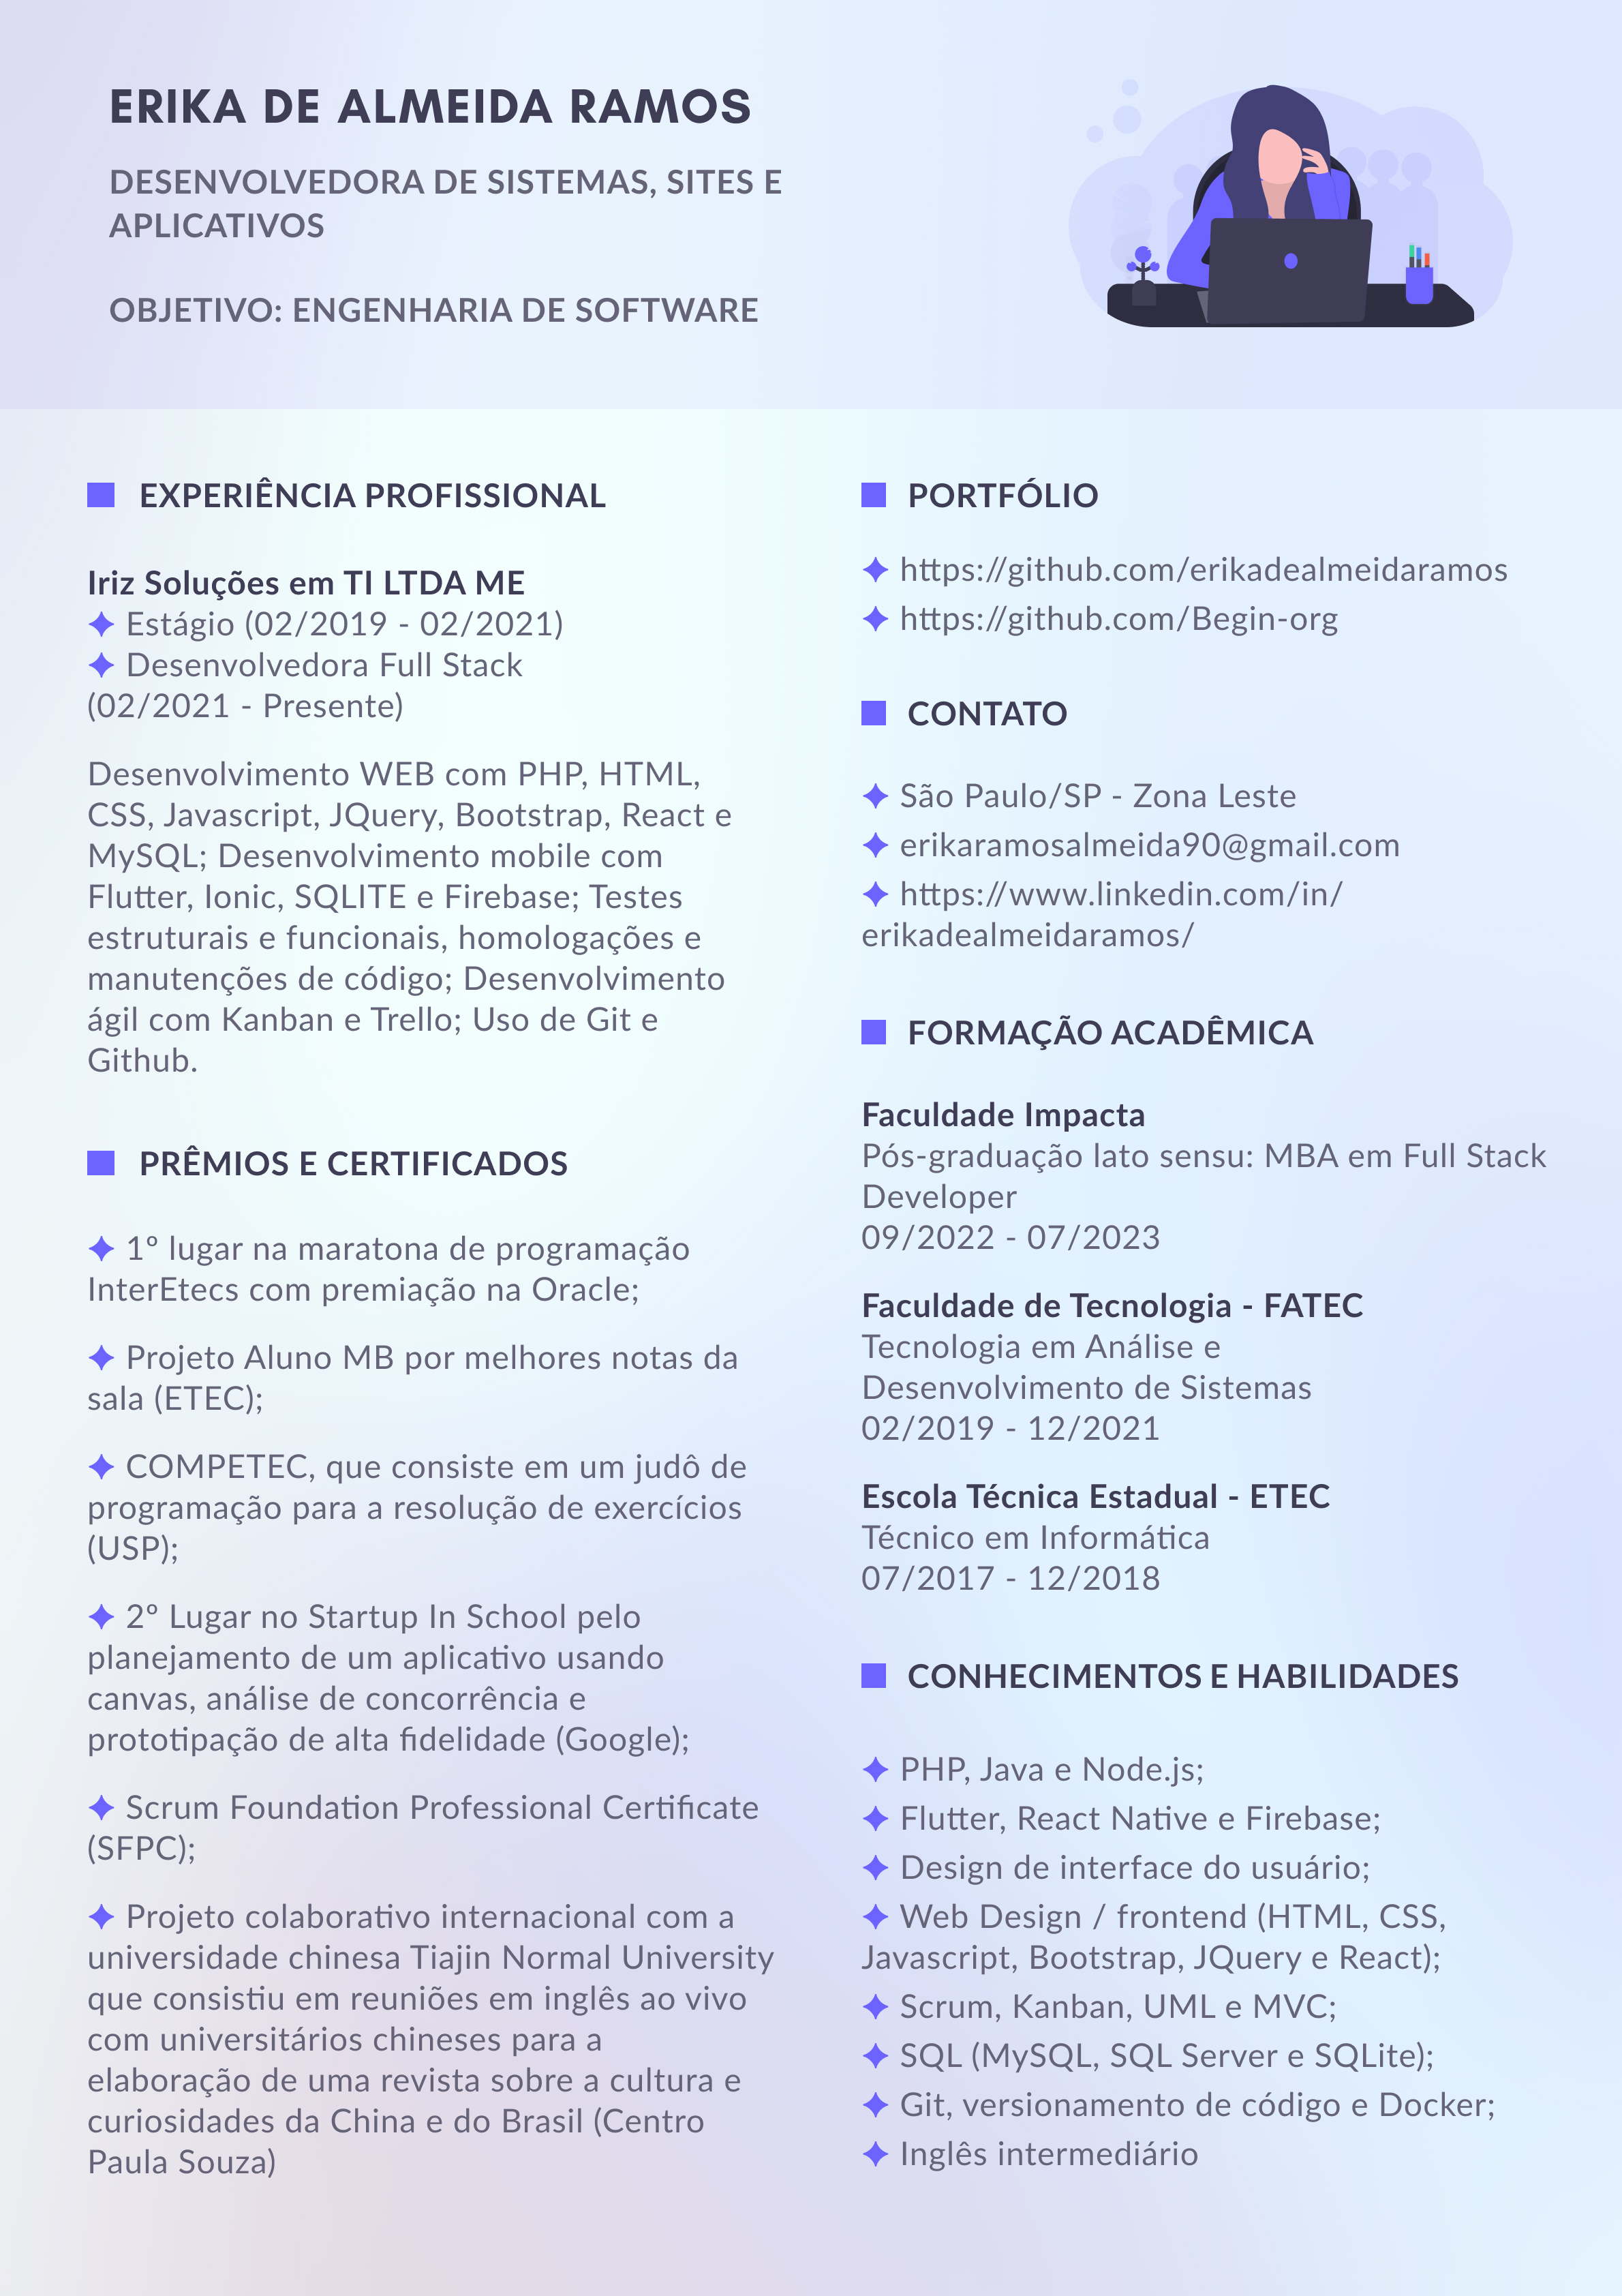 ERIKA DE ALMEIDA RAMOS
DESENVOLVEDORA DE SISTEMAS, SITES E
APLICATIVOS
OBJETIVO: ENGENHARIA DE SOFTWARE
EXPERIÊNCIA PROFISSIONAL
Iriz Soluções em TI LTDA ME
✦ Estágio (02/2019 - 02/2021)
✦ Desenvolvedora Full Stack
(02/2021 - Presente)
Desenvolvimento WEB com PHP, HTML,
CSS, Javascript, JQuery, Bootstrap, React e
MySQL; Desenvolvimento mobile com
Flutter, Ionic, SQLITE e Firebase; Testes
estruturais e funcionais, homologações e
manutenções de código; Desenvolvimento
ágil com Kanban e Trello; Uso de Git e
Github.
PRÊMIOS E CERTIFICADOS
✦ 1º lugar na maratona de programação
InterEtecs com premiação na Oracle;
✦ Projeto Aluno MB por melhores notas da
sala (ETEC);
✦ COMPETEC, que consiste em um judô de
programação para a resolução de exercícios
(USP);
✦ 2º Lugar no Startup In School pelo
planejamento de um aplicativo usando
canvas, análise de concorrência e
prototipação de alta fidelidade (Google);
✦ Scrum Foundation Professional Certificate
(SFPC);
✦ Projeto colaborativo internacional com a
universidade chinesa Tiajin Normal University
que consistiu em reuniões em inglês ao vivo
com universitários chineses para a
elaboração de uma revista sobre a cultura e
curiosidades da China e do Brasil (Centro
Paula Souza)
PORTFÓLIO
✦ https://github.com/erikadealmeidaramos
✦ https://github.com/Begin-org
CONTATO
✦ São Paulo/SP - Zona Leste
✦ erikaramosalmeida90@gmail.com
✦ https://www.linkedin.com/in/
erikadealmeidaramos/
FORMAÇÃO ACADÊMICA
Faculdade Impacta
Pós-graduação lato sensu: MBA em Full Stack
Developer
09/2022 - 07/2023
Faculdade de Tecnologia - FATEC
Tecnologia em Análise e
Desenvolvimento de Sistemas
02/2019 - 12/2021
Escola Técnica Estadual - ETEC
Técnico em Informática
07/2017 - 12/2018
CONHECIMENTOS E HABILIDADES
✦ PHP, Java e Node.js;
✦ Flutter, React Native e Firebase;
✦ Design de interface do usuário;
✦ Web Design / frontend (HTML, CSS,
Javascript, Bootstrap, JQuery e React);
✦ Scrum, Kanban, UML e MVC;
✦ SQL (MySQL, SQL Server e SQLite);
✦ Git, versionamento de código e Docker;
✦ Inglês intermediário